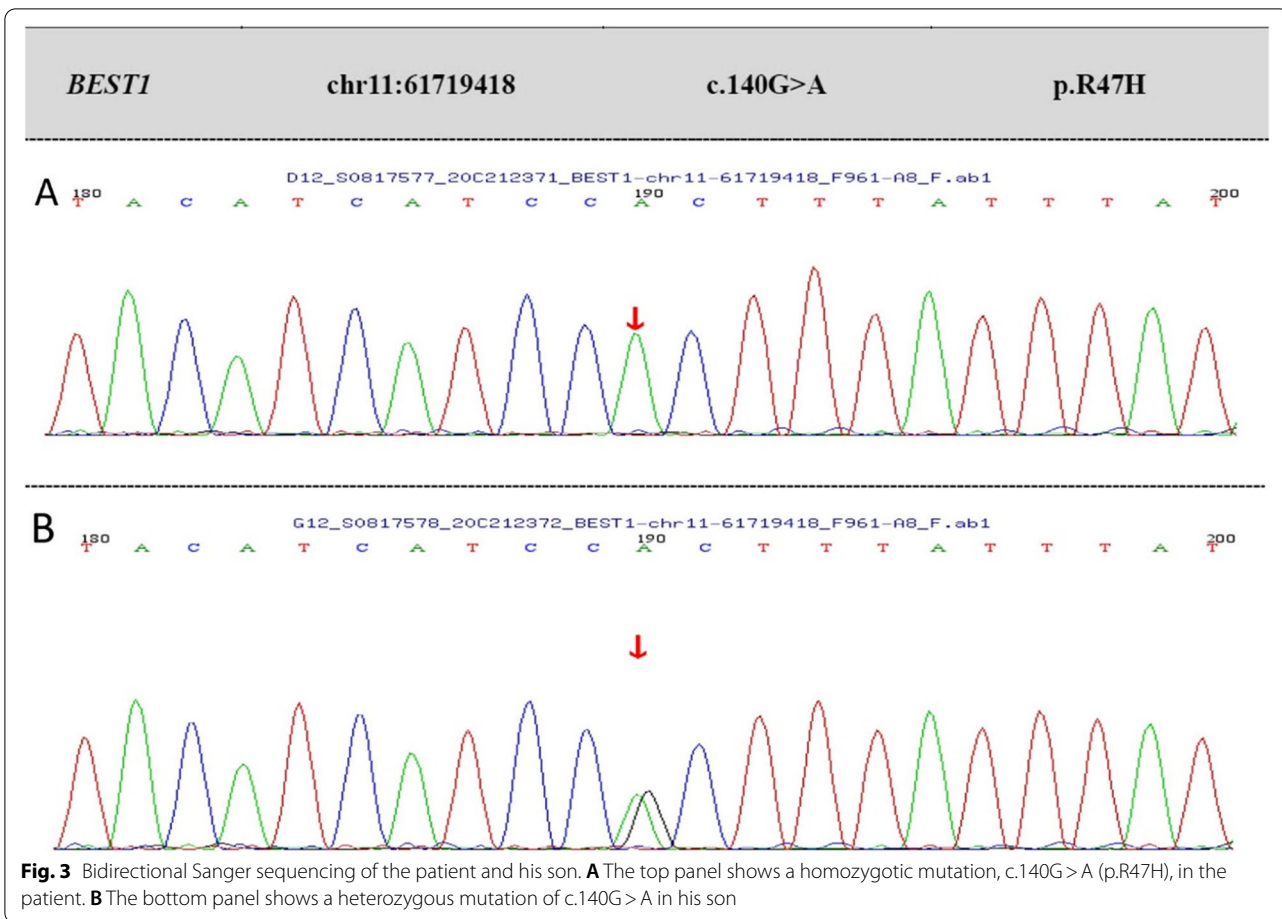 BEST1 chr11:61719418 c.140G>A p.R47H
A
D12_S0817577_20C212371_BEST1-chr11-61719418_F961-A8_F.ab1
180 190 200
T A C A T C A T C C A C T T T A T T T A T
B
G12_S0817578_20C212372_BEST1-chr11-61719418_F961-A8_F.ab1
180 190 200
T A C A T C A T C C A C T T T A T T T A T
Fig. 3 Bidirectional Sanger sequencing of the patient and his son. A The top panel shows a homozygotic mutation, c.140G > A (p.R47H), in the
patient. B The bottom panel shows a heterozygous mutation of c.140G > A in his son